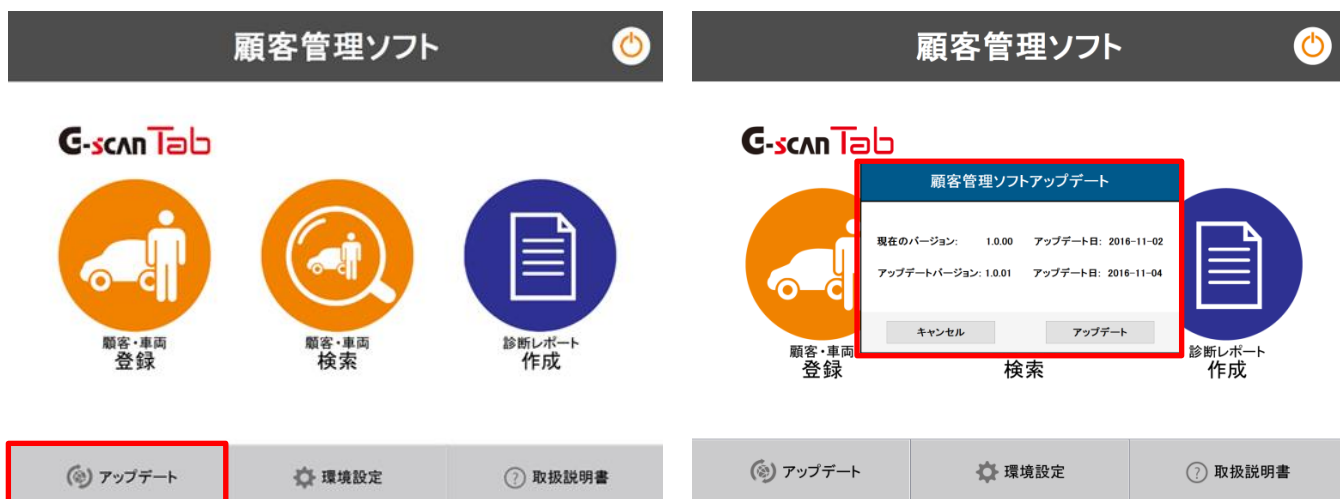 顧客管理ソフト
G-scan Tab
顧客・車両
登録
顧客・車両
検索
診断レポート
作成
アップデート
環境設定
? 取扱説明書
顧客管理ソフト
G-scan Tab
顧客管理ソフトアップデート
現在のバージョン: 1.0.00 アップデート日: 2016-11-02
アップデートバージョン: 1.0.01 アップデート日: 2016-11-04
キャンセル アップデート
顧客・車両
登録
検索
診断レポート
作成
アップデート
環境設定
? 取扱説明書